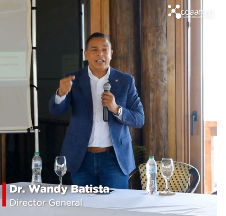 Dr. Wandy Batista
Director General